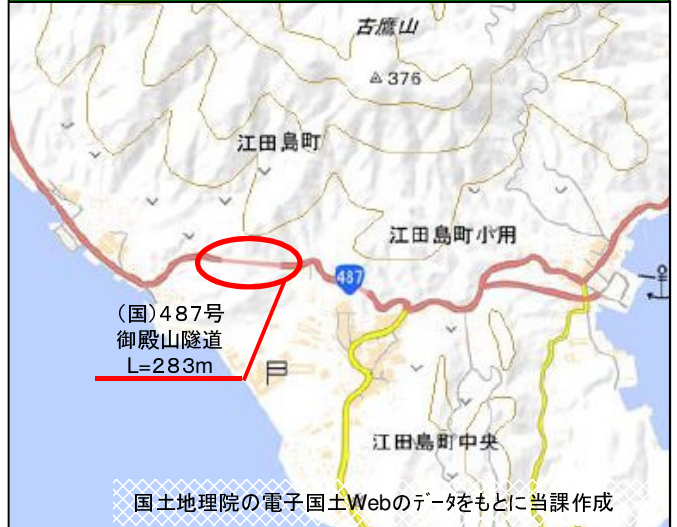 古鷹山
376
江田島町
江田島町小用
487
(国)487号
御殿山隧道
L=283m
江田島町中央
国土地理院の電子国土Webのデータをもとに当課作成